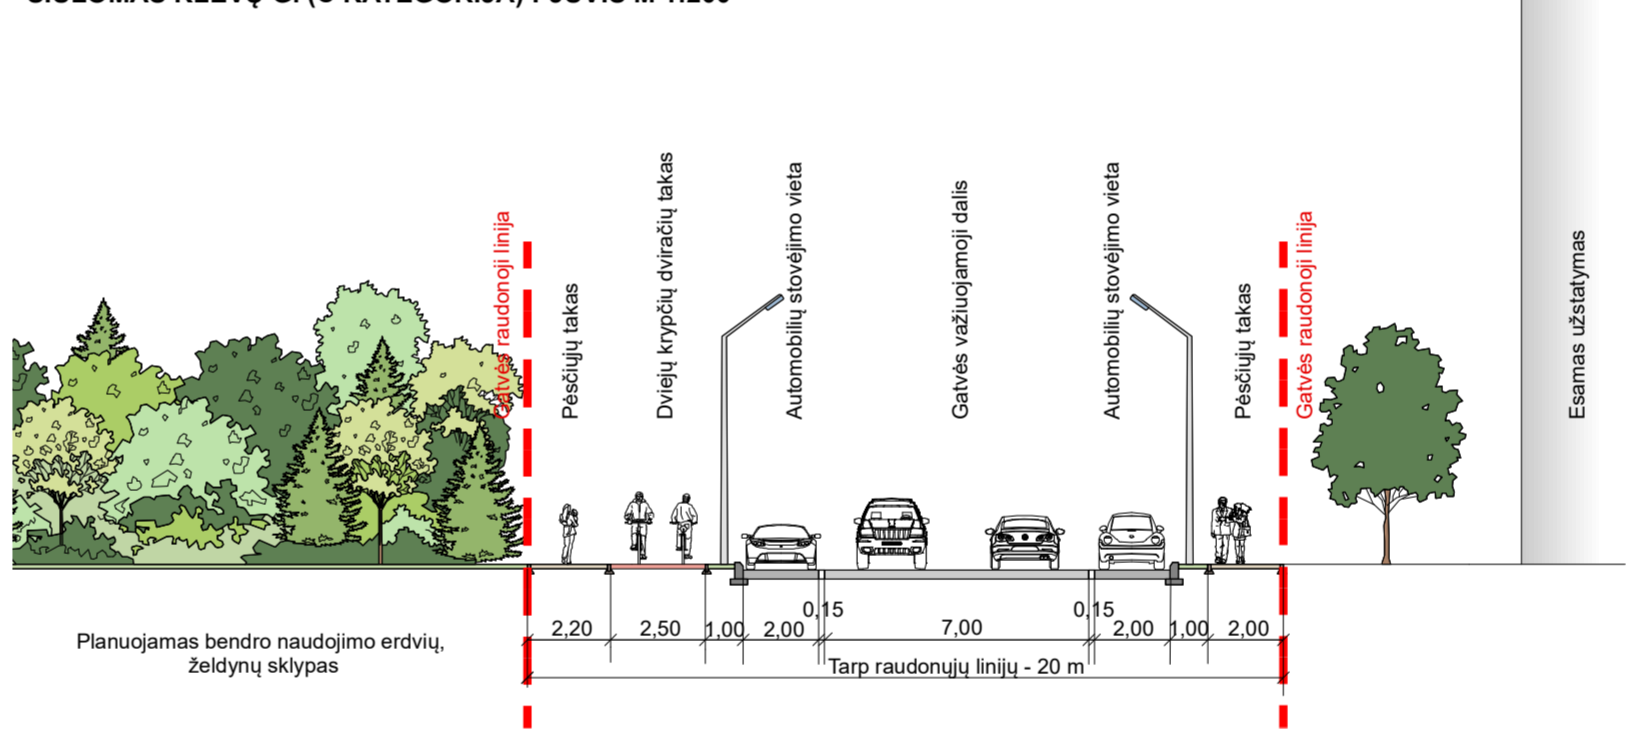 Gatvės raudonoji linija
Pėsčiųjų takas
Dviejų krypčių dviračių takas
Automobilių stovėjimo vieta
Gatvės važiuojamoji dalis
Automobilių stovėjimo vieta
Pėsčiųjų takas
Gatvės raudonoji linija
Esamas užstatymas
0,15
0,15
2,20
2,50
1,00
2,00
7,00
2,00
1,00
2,00
Tarp raudonųjų linijų - 20 m
Planuojamas bendro naudojimo erdvių,
želdynų sklypas